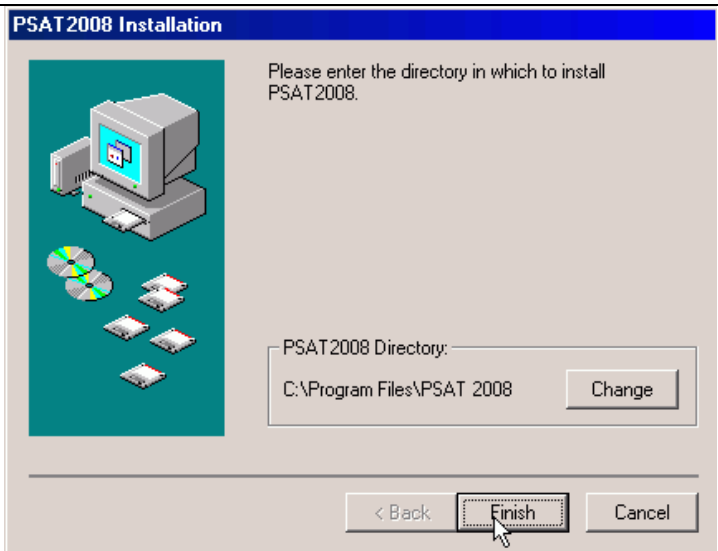 PSAT2008 Installation
Please enter the directory in which to install
PSAT2008.
PSAT2008 Directory:
C:\Program Files\PSAT 2008
Change
< Back
Finish
Cancel